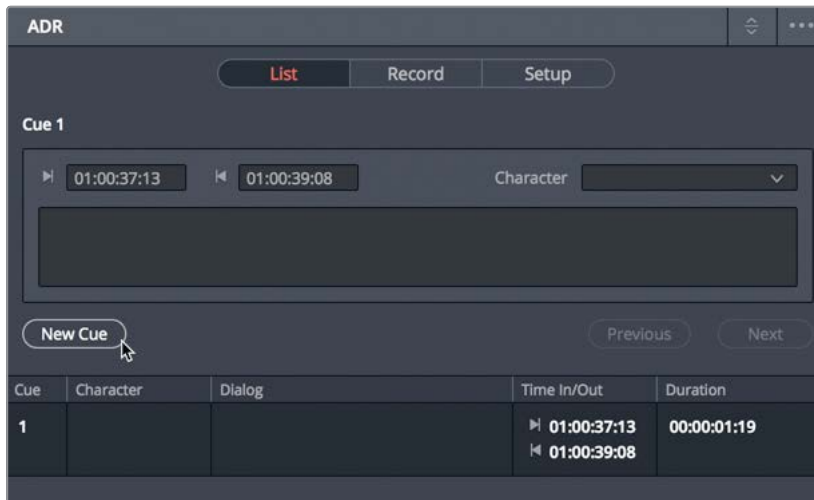 ADR
List Record Setup
Cue 1
01:00:37:13 01:00:39:08 Character
New Cue Previous Next
Cue Character Dialog Time In/Out Duration
1 01:00:37:13 00:00:01:19
01:00:39:08